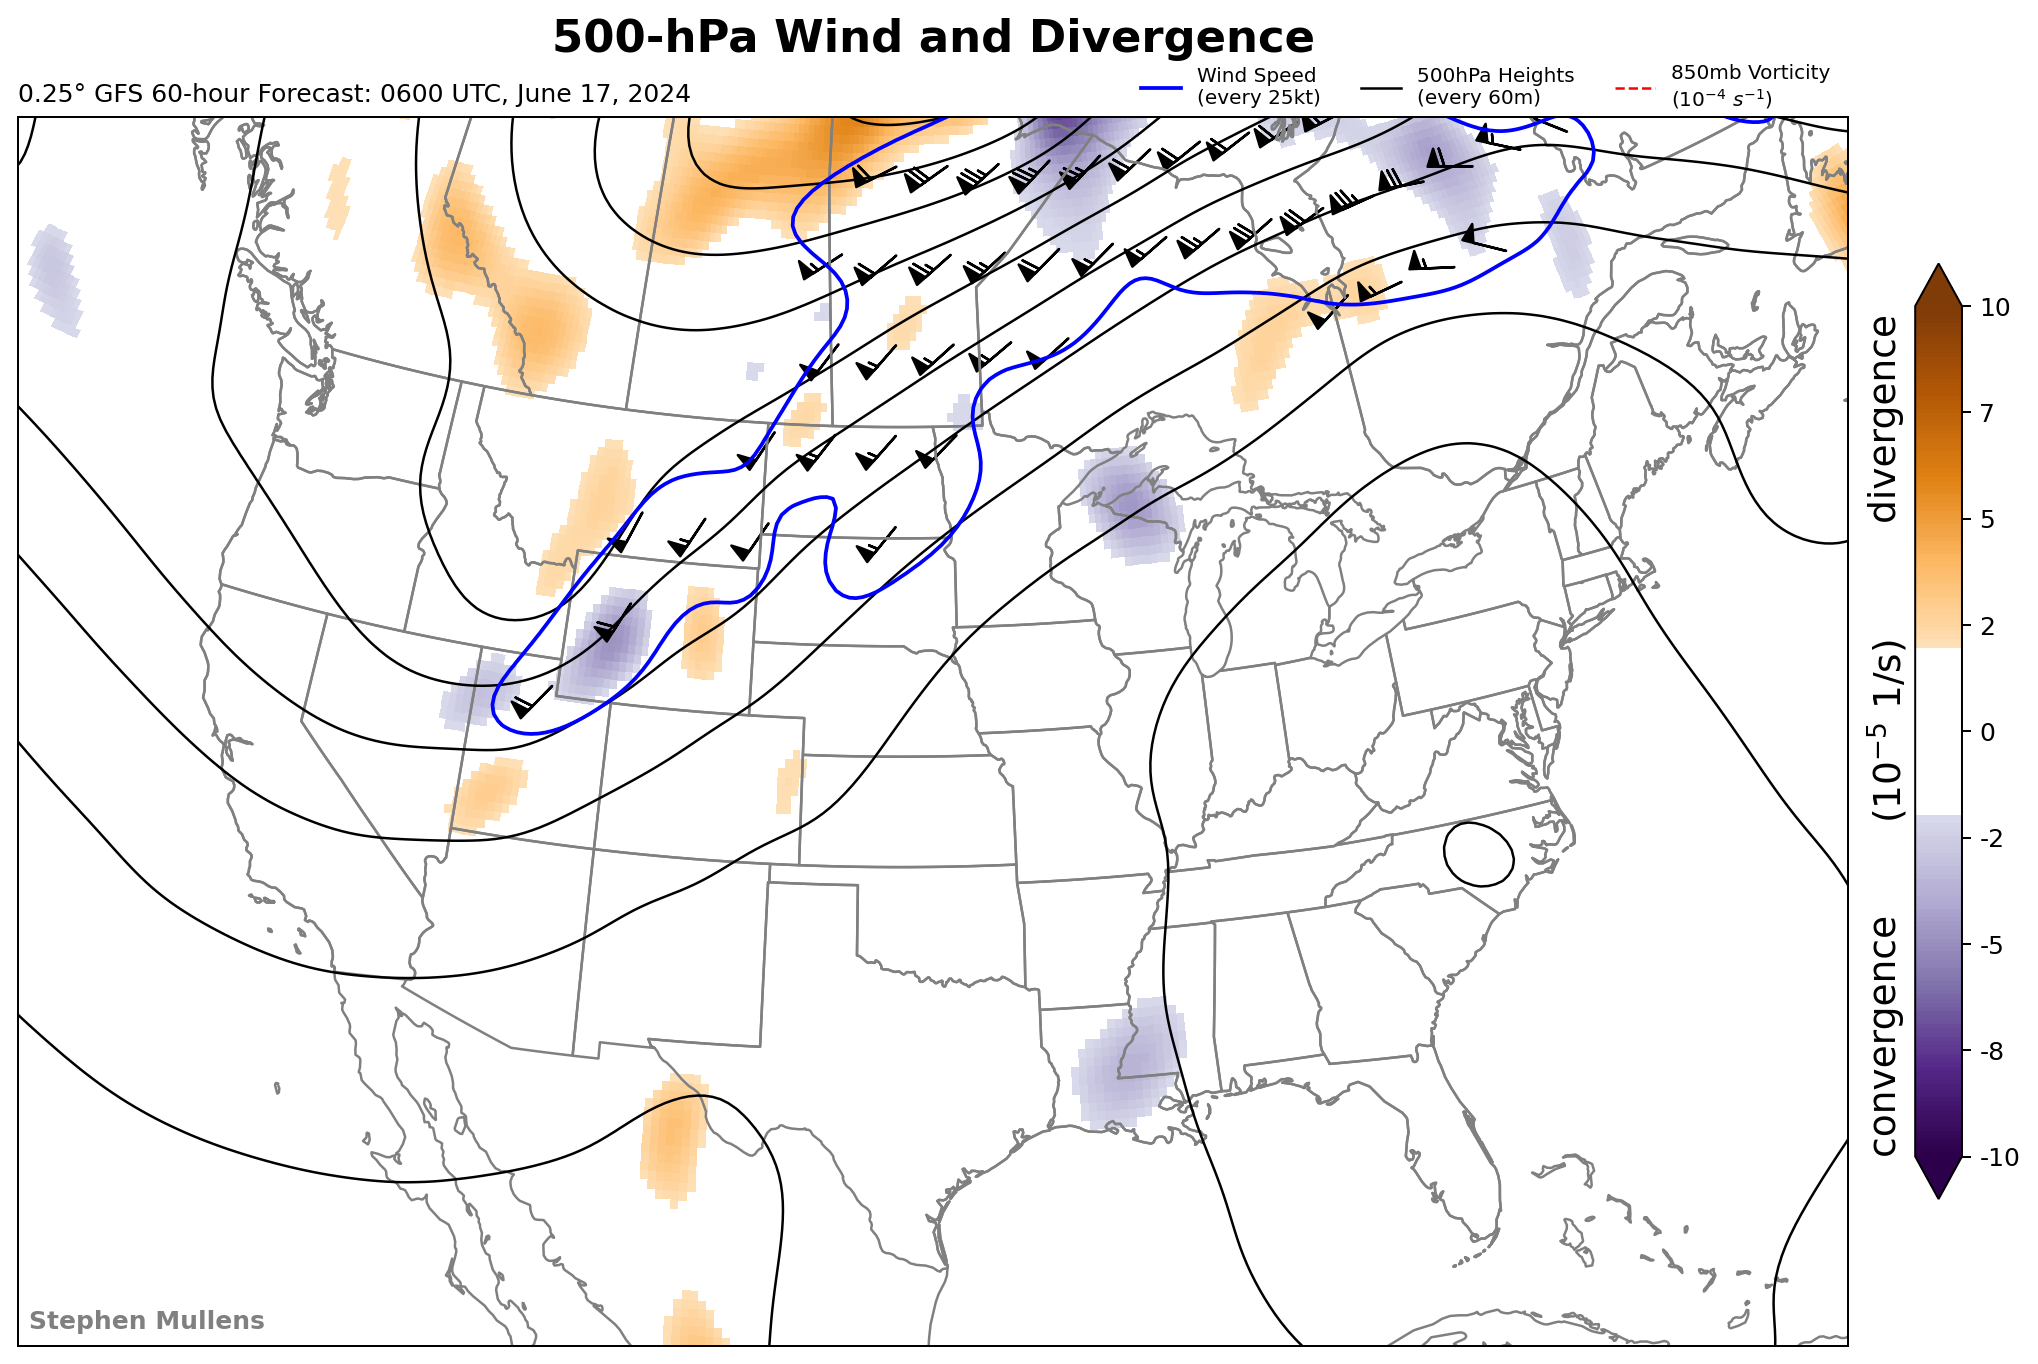 500-hPa Wind and Divergence
0.25° GFS 60-hour Forecast: 0600 UTC, June 17, 2024
Wind Speed
(every 25kt)
500hPa Heights
(every 60m)
850mb Vorticity
(10⁻⁴ s⁻¹)
10
7
5
2
0
-2
-5
-8
-10
divergence
(10⁻⁵ 1/s)
convergence
Stephen Mullens